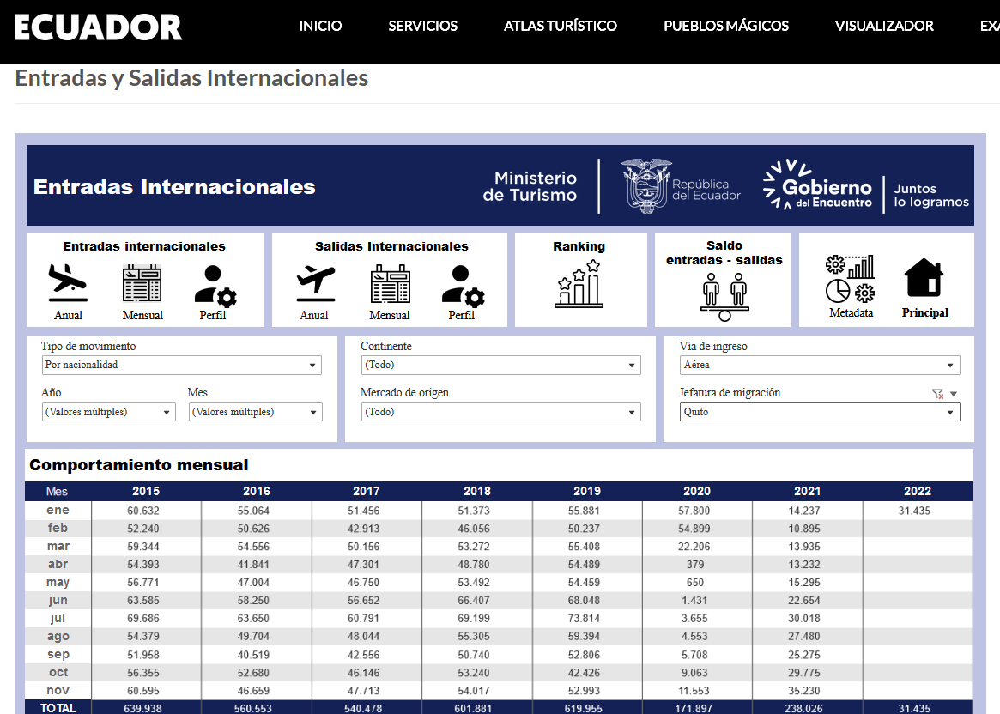 ECUADOR INICIO SERVICIOS ATLAS TURÍSTICO PUEBLOS MÁGICOS VISUALIZADOR EXA
Entradas y Salidas Internacionales
Entradas Internacionales
Ministerio
de Turismo
República
del Ecuador
Gobierno
del Encuentro
Juntos
lo logramos
Entradas internacionales
Anual Mensual Perfil
Salidas Internacionales
Anual Mensual Perfil
Ranking
Saldo
entradas - salidas
Metadata Principal
Tipo de movimiento
Por nacionalidad
Año Mes
(Valores múltiples) (Valores múltiples)
Continente
(Todo)
Mercado de origen
(Todo)
Vía de ingreso
Aérea
Jefatura de migración
Quito
Comportamiento mensual
Mes 2015 2016 2017 2018 2019 2020 2021 2022
ene 60.632 55.064 51.456 51.373 55.881 57.800 14.237 31.435
feb 52.240 50.626 42.913 46.056 50.237 54.899 10.895
mar 59.344 54.556 50.156 53.272 55.408 22.206 13.935
abr 54.393 41.841 47.301 48.780 54.489 379 13.232
may 56.771 47.004 46.750 53.492 54.459 650 15.295
jun 63.585 58.250 56.652 66.407 68.048 1.431 22.654
jul 69.686 63.650 60.791 69.199 73.814 3.655 30.018
ago 54.379 49.704 48.044 55.305 59.394 4.553 27.480
sep 51.958 40.519 42.556 50.740 52.806 5.708 25.275
oct 56.355 52.680 46.146 53.240 42.426 9.063 29.775
nov 60.595 46.659 47.713 54.017 52.993 11.553 35.230
TOTAL 639.938 560.553 540.478 601.881 619.955 171.897 238.026 31.435